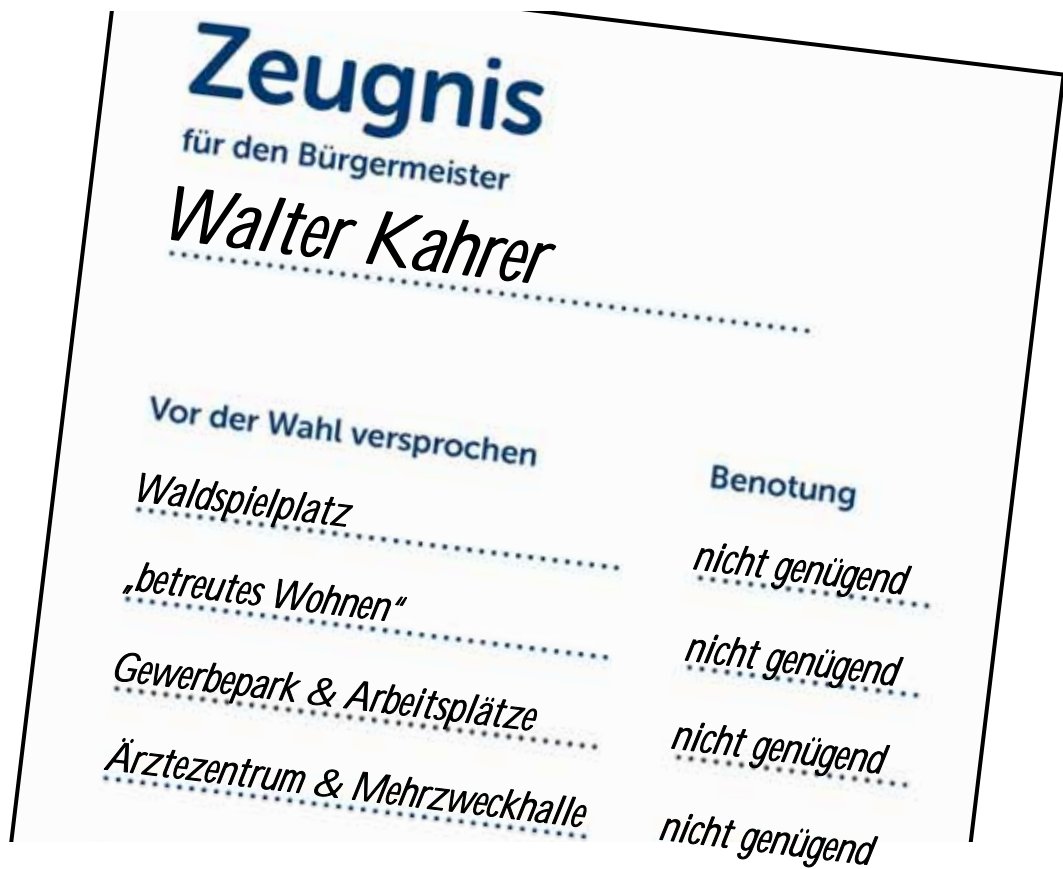 Zeugnis
für den Bürgermeister
Walter Kahrer
Vor der Wahl versprochen Benotung
Waldspielplatz nicht genügend
„betreutes Wohnen“ nicht genügend
Gewerbepark & Arbeitsplätze nicht genügend
Ärztezentrum & Mehrzweckhalle nicht genügend